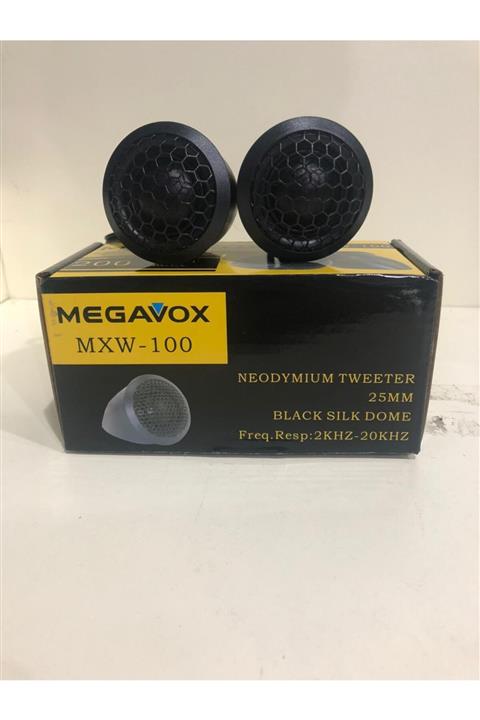 MEGAVOX
MXW-100
NEODYMIUM TWEETER
25MM
BLACK SILK DOME
Freq.Resp:2KHZ-20KHZ